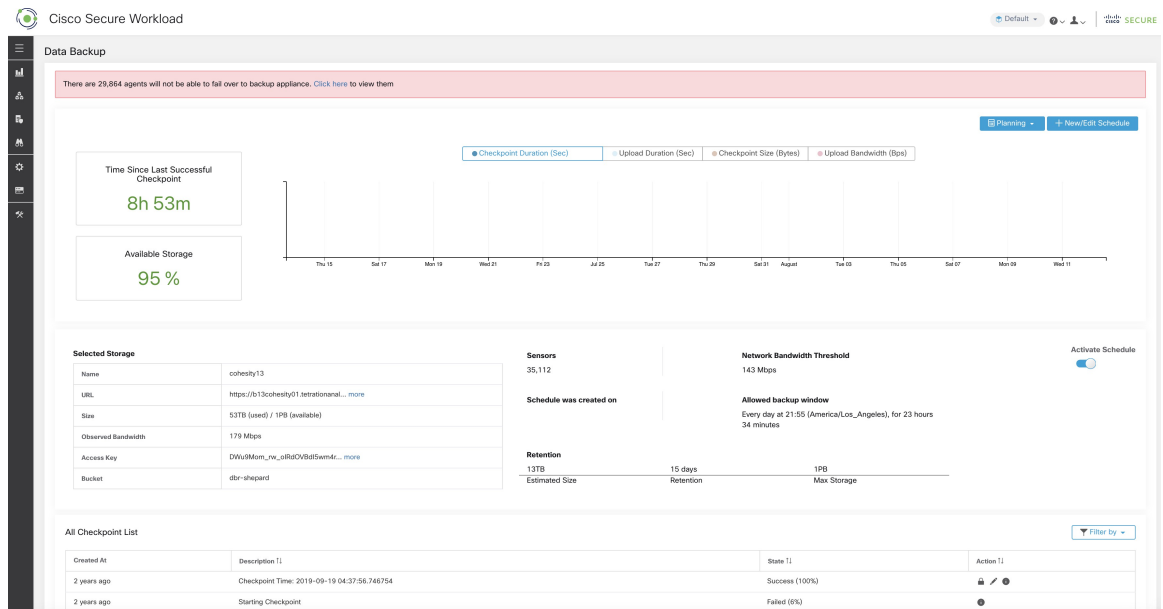 Cisco Secure Workload
Default
CISCO SECURE
Data Backup
There are 29,864 agents will not be able to fail over to backup appliance. Click here to view them
Planning
New/Edit Schedule
Time Since Last Successful
Checkpoint
8h 53m
Available Storage
95 %
Checkpoint Duration (Sec)
Upload Duration (Sec)
Checkpoint Size (Bytes)
Upload Bandwidth (Bps)
Thu 15 Sat 17 Mon 19 Wed 21 Fri 23 Jul 25 Tue 27 Thu 29 Sat 31 August Tue 03 Thu 05 Sat 07 Mon 09 Wed 11
Selected Storage
Name cohesity13
URL https://b13cohesity01.tetrationanal... more
Size 53TB (used) / 1PB (available)
Observed Bandwidth 179 Mbps
Access Key DWu9Mom_rw_oIRdOVBdI5wm4r... more
Bucket dbr-shepard
Sensors
35,112
Network Bandwidth Threshold
143 Mbps
Activate Schedule
Schedule was created on
Allowed backup window
Every day at 21:55 (America/Los_Angeles), for 23 hours
34 minutes
Retention
13TB 15 days 1PB
Estimated Size Retention Max Storage
All Checkpoint List
Filter by
Created At Description State Action
2 years ago Checkpoint Time: 2019-09-19 04:37:56.746754 Success (100%)
2 years ago Starting Checkpoint Failed (6%)